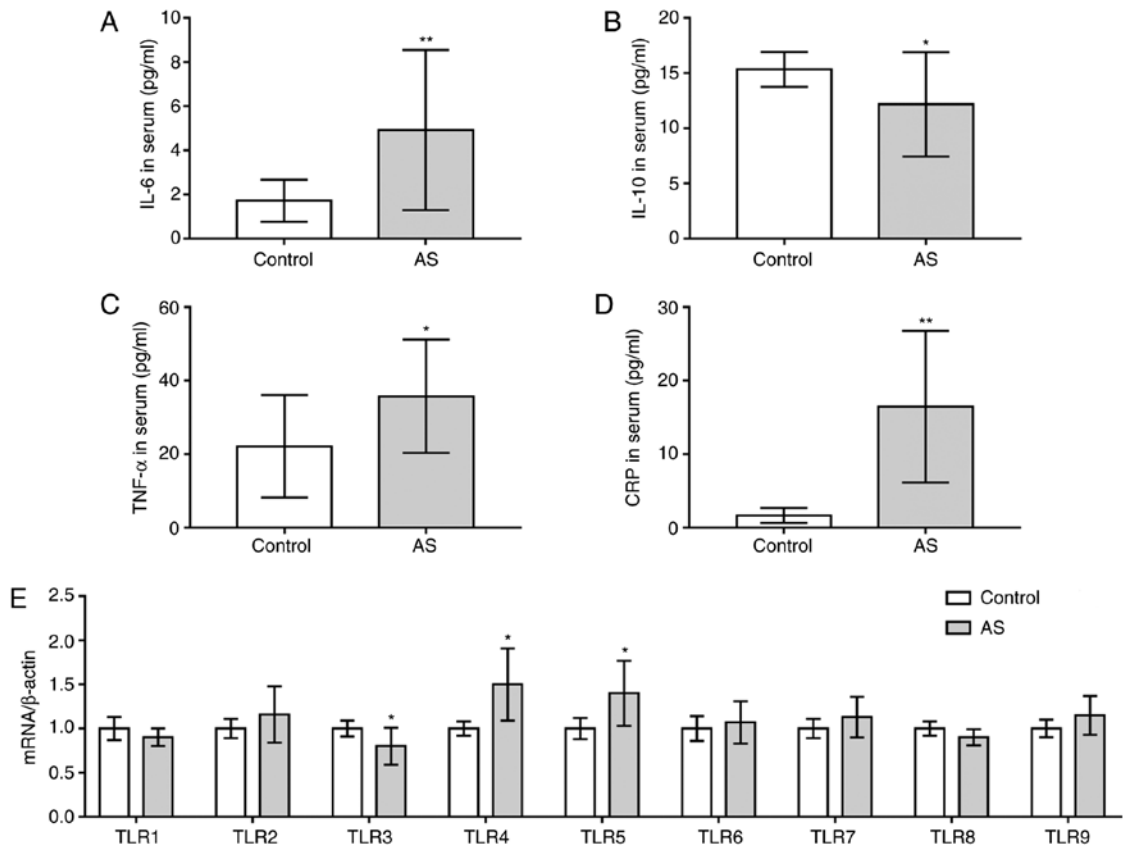 A
IL-6 in serum (pg/ml)
10
8
6
4
2
0
**
Control
AS
B
IL-10 in serum (pg/ml)
20
15
10
5
0
*
Control
AS
C
TNF-α in serum (pg/ml)
60
40
20
0
*
Control
AS
D
CRP in serum (pg/ml)
30
20
10
0
**
Control
AS
E
mRNA/β-actin
2.5
2.0
1.5
1.0
0.5
0.0
*
*
*
Control
AS
TLR1 TLR2 TLR3 TLR4 TLR5 TLR6 TLR7 TLR8 TLR9